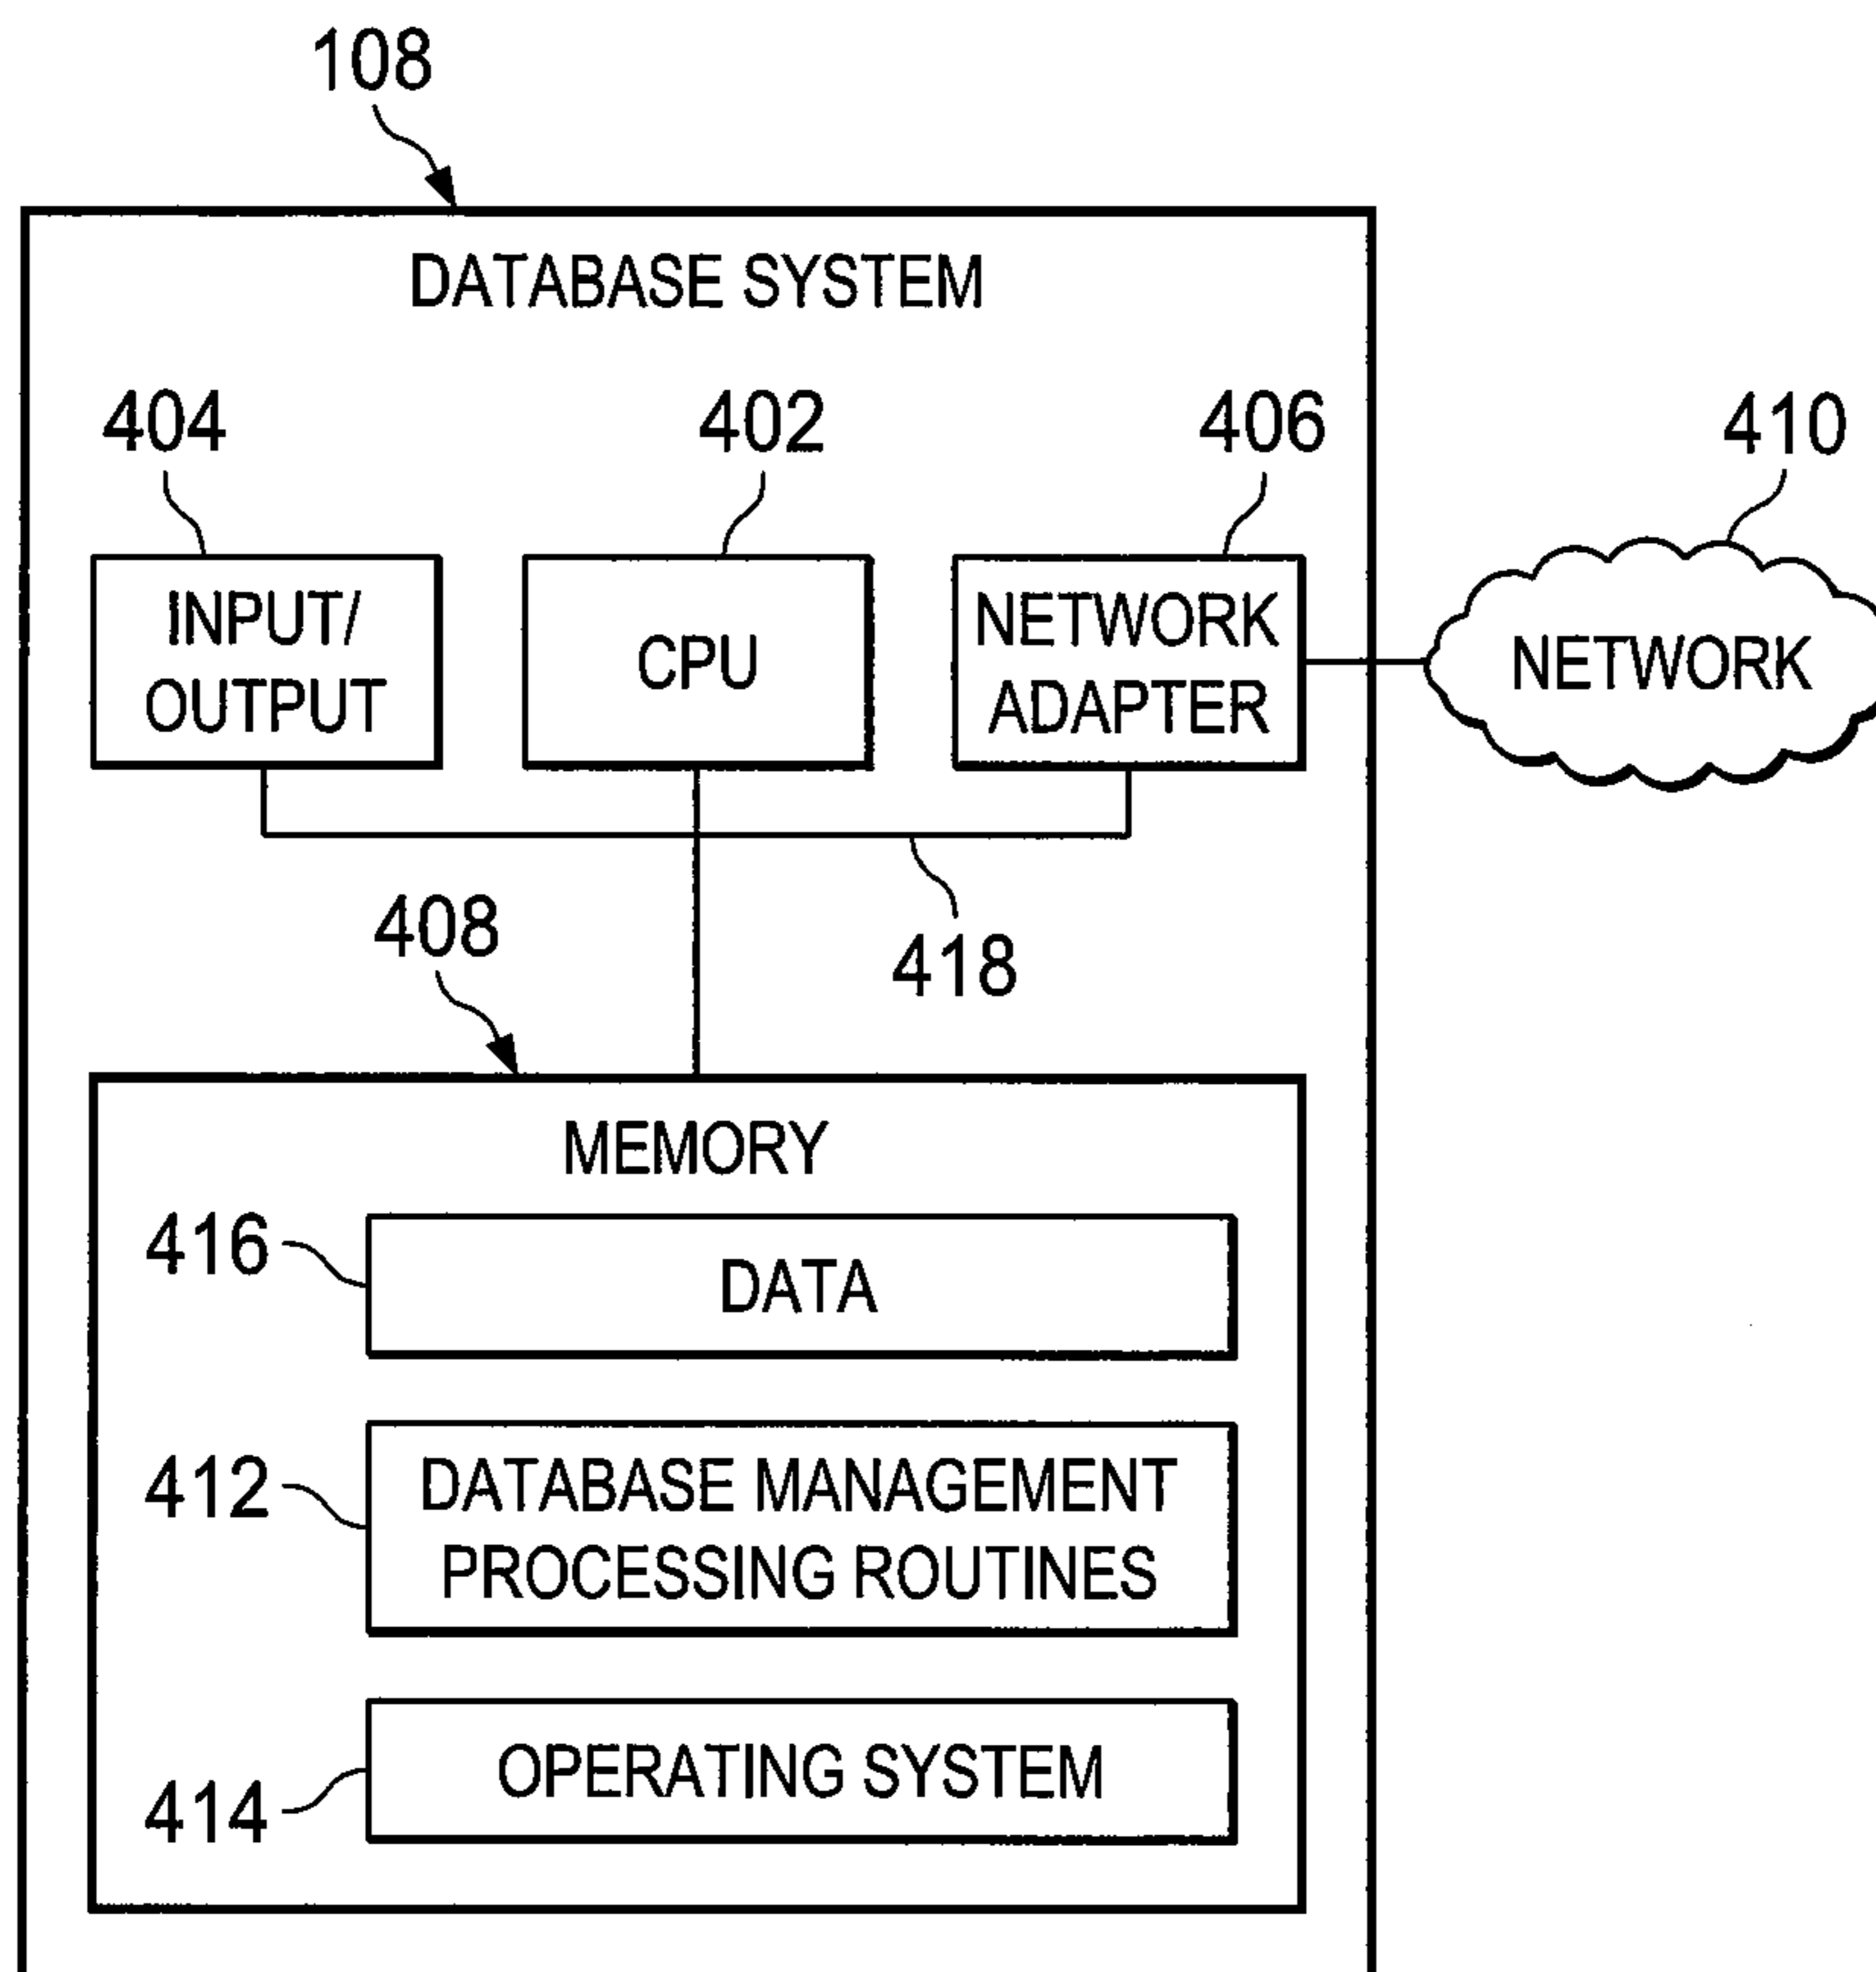 108
DATABASE SYSTEM
404
402
406
410
INPUT/
OUTPUT
CPU
NETWORK
ADAPTER
NETWORK
408
418
MEMORY
416
DATA
412
DATABASE MANAGEMENT
PROCESSING ROUTINES
OPERATING SYSTEM
414